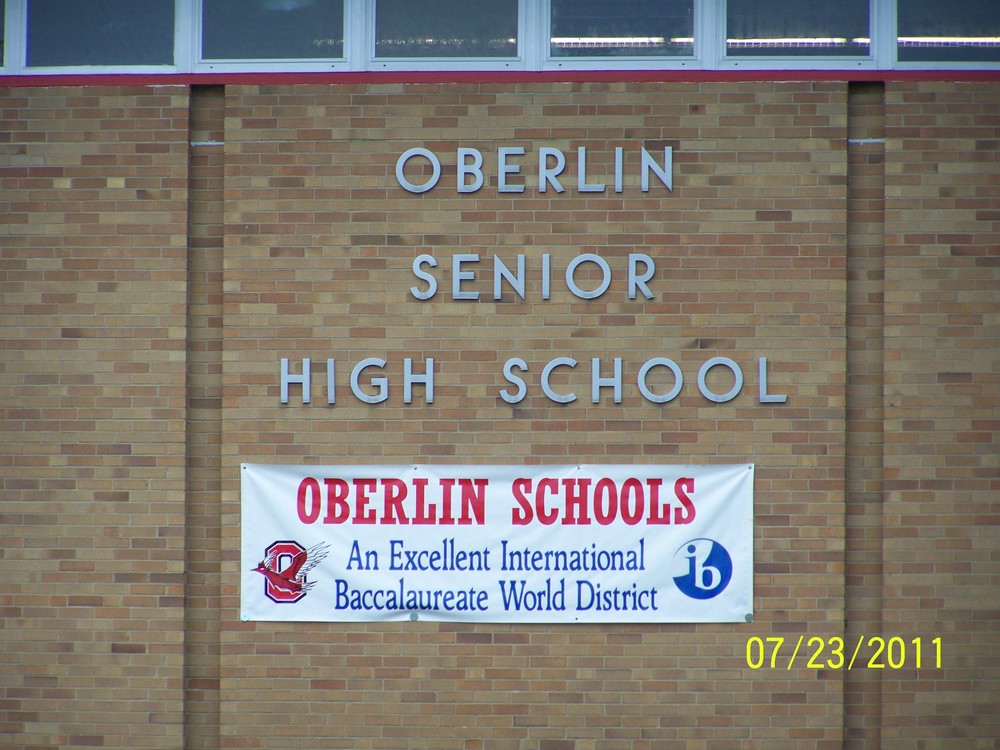 OBERLIN
SENIOR
HIGH SCHOOL
OBERLIN SCHOOLS
An Excellent International
Baccalaureate World District
O
ib
07/23/2011